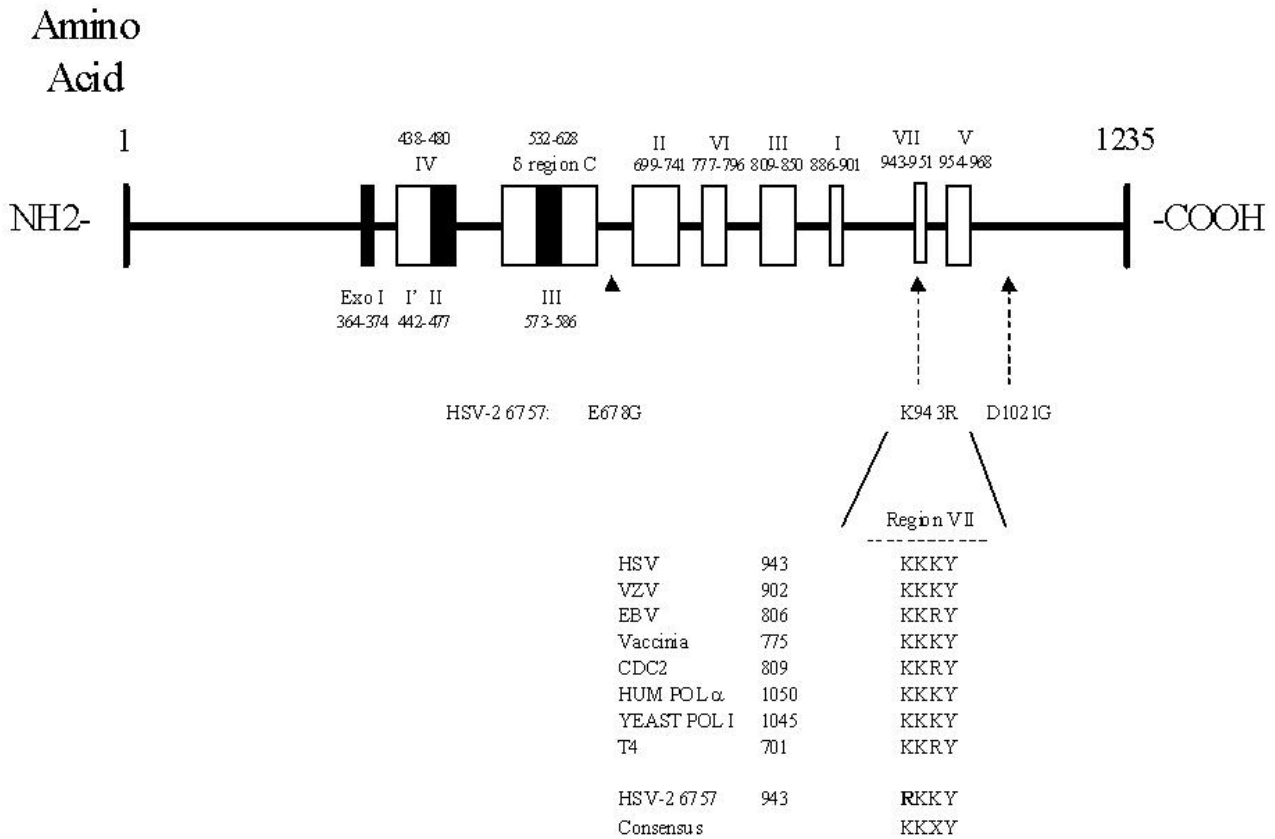 Amino
Acid
1
438-480
532-628
II
VI
III
I
VII
V
1235
IV
δ region C
699-741
777-796
809-850
886-901
943-951
954-968
NH2-
-COOH
Exo I
I’ II
III
364-374
442-477
573-586
HSV-2 6757: E678G K943R D1021G
Region VII
HSV 943 KKKY
VZV 902 KKKY
EBV 806 KKRY
Vaccinia 775 KKKY
CDC2 809 KKRY
HUM POL α 1050 KKKY
YEAST POL I 1045 KKKY
T4 701 KKRY
HSV-2 6757 943 RKKY
Consensus KKXY